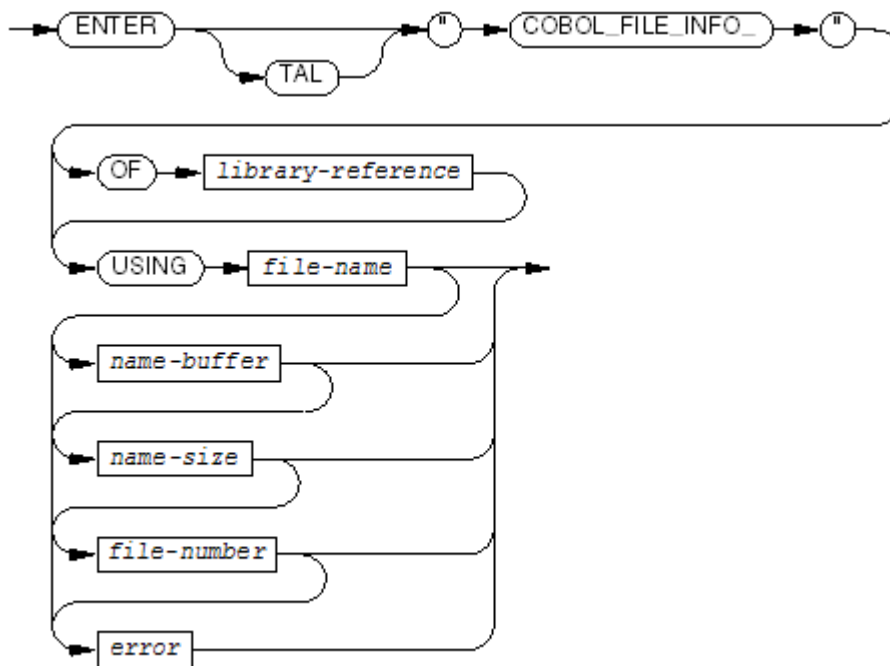 ENTER " COBOL_FILE_INFO_ "
TAL
OF library-reference
USING file-name
name-buffer
name-size
file-number
error